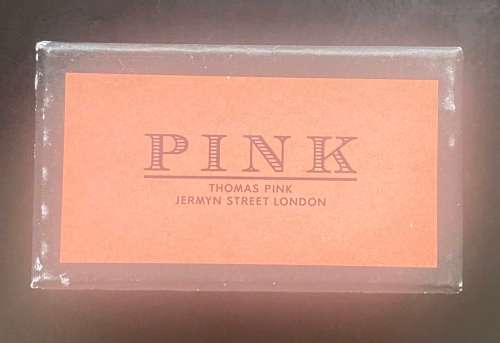 PINK
THOMAS PINK
JERMYN STREET LONDON